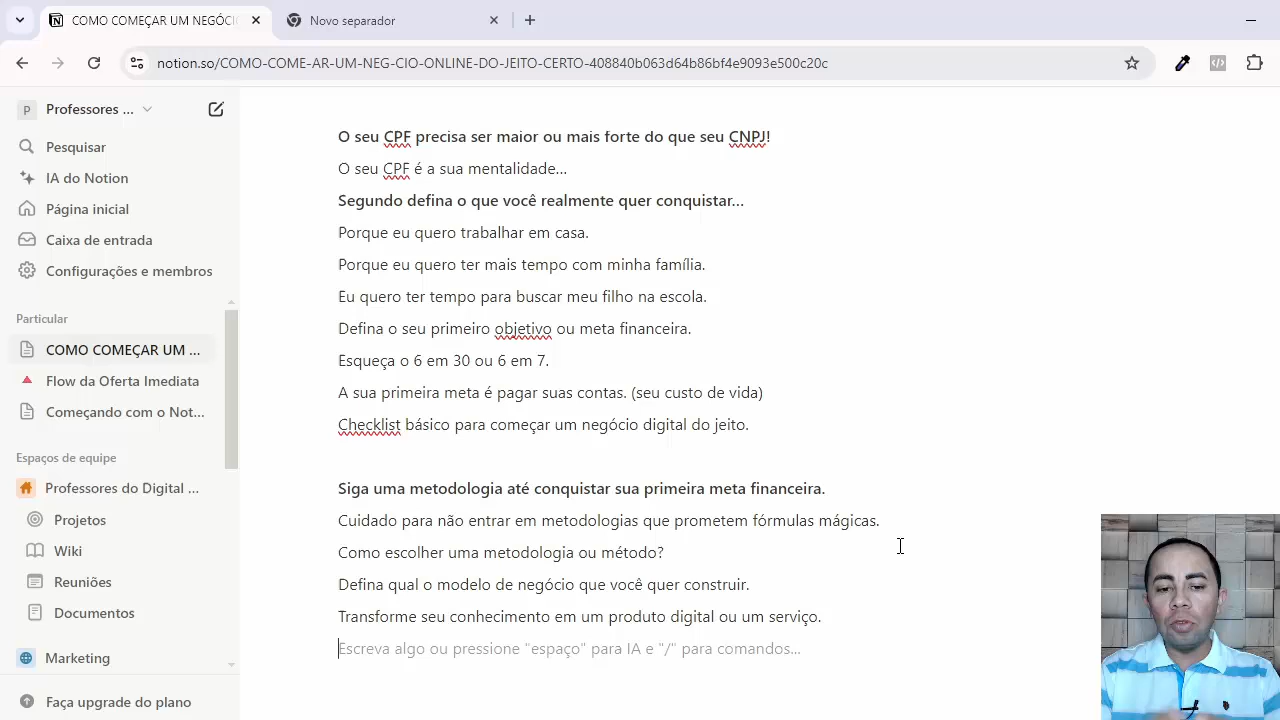 COMO COMEÇAR UM NEGÓCI
Novo separador
notion.so/COMO-COME-AR-UM-NEG-CIO-ONLINE-DO-JEITO-CERTO-408840b063d64b86bf4e9093e500c20c
P Professores ...
Pesquisar
IA do Notion
Página inicial
Caixa de entrada
Configurações e membros
Particular
COMO COMEÇAR UM ...
Flow da Oferta Imediata
Começando com o Not...
Espaços de equipe
Professores do Digital ...
Projetos
Wiki
Reuniões
Documentos
Marketing
Faça upgrade do plano
O seu CPF precisa ser maior ou mais forte do que seu CNPJ!
O seu CPF é a sua mentalidade...
Segundo defina o que você realmente quer conquistar...
Porque eu quero trabalhar em casa.
Porque eu quero ter mais tempo com minha família.
Eu quero ter tempo para buscar meu filho na escola.
Defina o seu primeiro objetivo ou meta financeira.
Esqueça o 6 em 30 ou 6 em 7.
A sua primeira meta é pagar suas contas. (seu custo de vida)
Checklist básico para começar um negócio digital do jeito.
Siga uma metodologia até conquistar sua primeira meta financeira.
Cuidado para não entrar em metodologias que prometem fórmulas mágicas.
Como escolher uma metodologia ou método?
Defina qual o modelo de negócio que você quer construir.
Transforme seu conhecimento em um produto digital ou um serviço.
Escreva algo ou pressione "espaço" para IA e "/" para comandos...